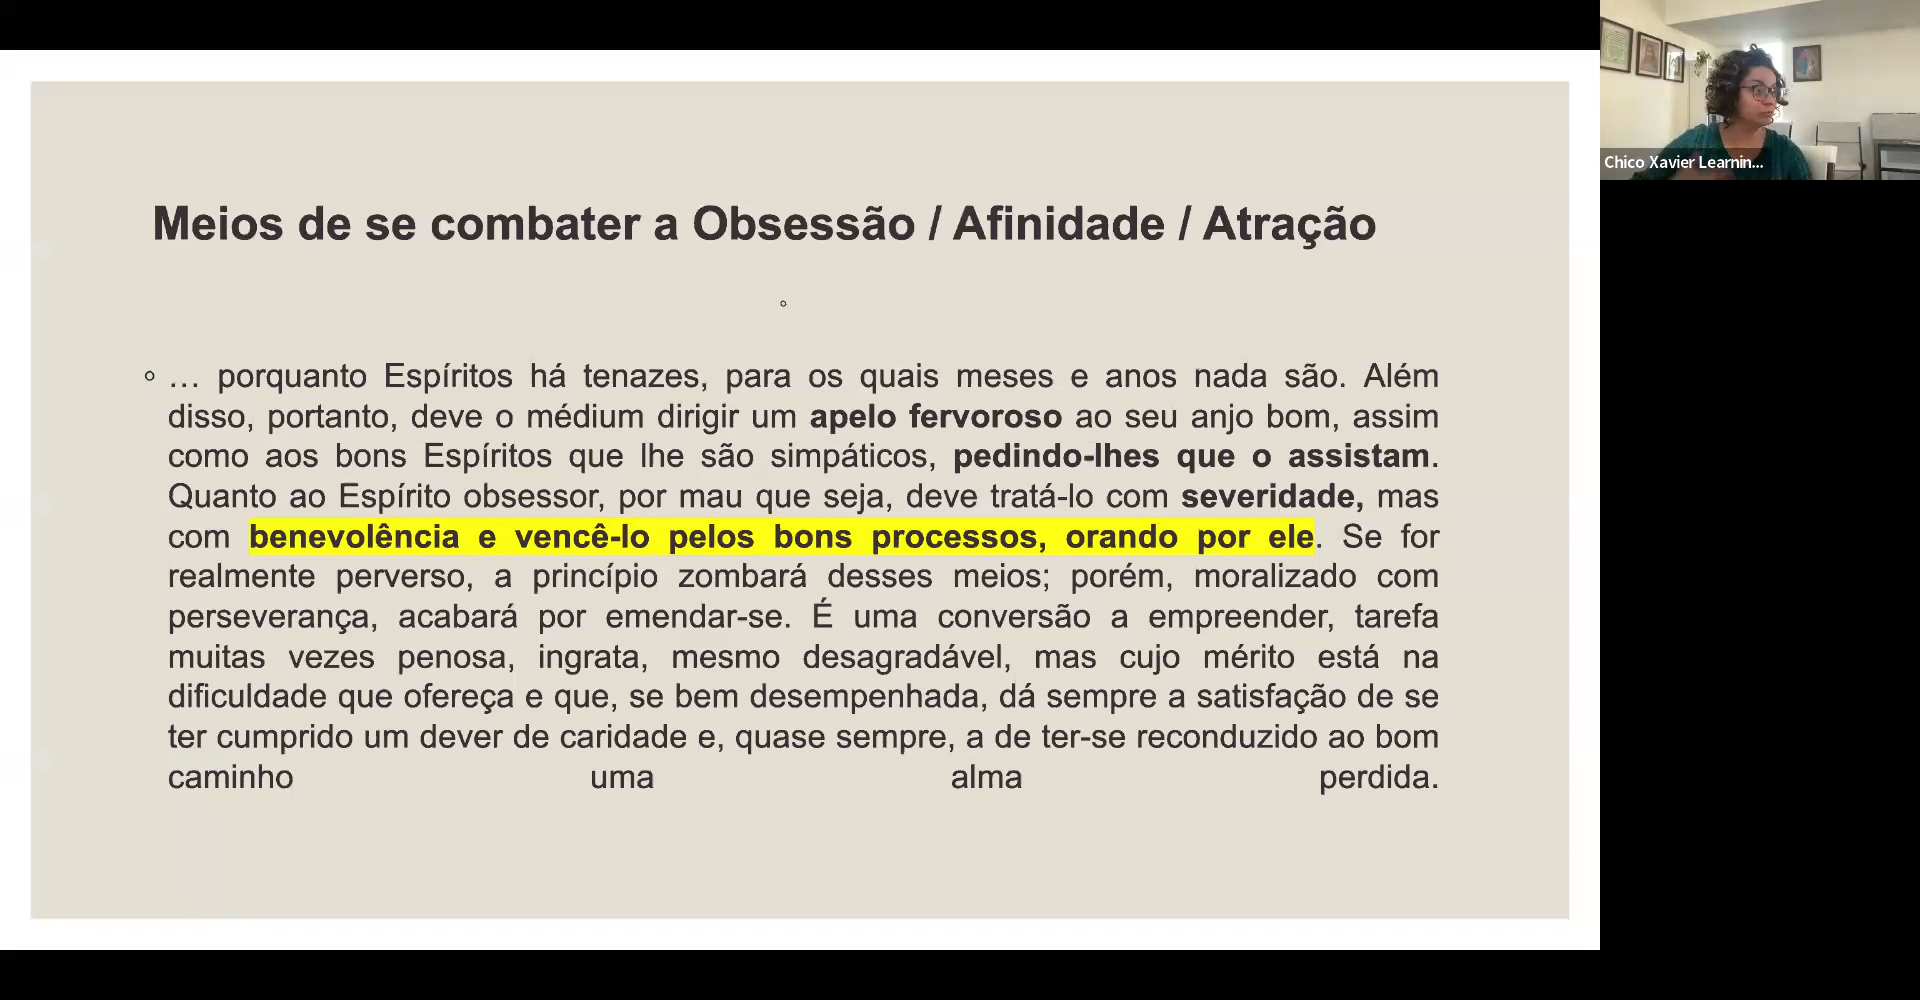 Meios de se combater a Obsessão / Afinidade / Atração
… porquanto Espíritos há tenazes, para os quais meses e anos nada são. Além
disso, portanto, deve o médium dirigir um apelo fervoroso ao seu anjo bom, assim
como aos bons Espíritos que lhe são simpáticos, pedindo-lhes que o assistam.
Quanto ao Espírito obsessor, por mau que seja, deve tratá-lo com severidade, mas
com benevolência e vencê-lo pelos bons processos, orando por ele. Se for
realmente perverso, a princípio zombará desses meios; porém, moralizado com
perseverança, acabará por emendar-se. É uma conversão a empreender, tarefa
muitas vezes penosa, ingrata, mesmo desagradável, mas cujo mérito está na
dificuldade que ofereça e que, se bem desempenhada, dá sempre a satisfação de se
ter cumprido um dever de caridade e, quase sempre, a de ter-se reconduzido ao bom
caminho uma alma perdida.
Chico Xavier Learnin...